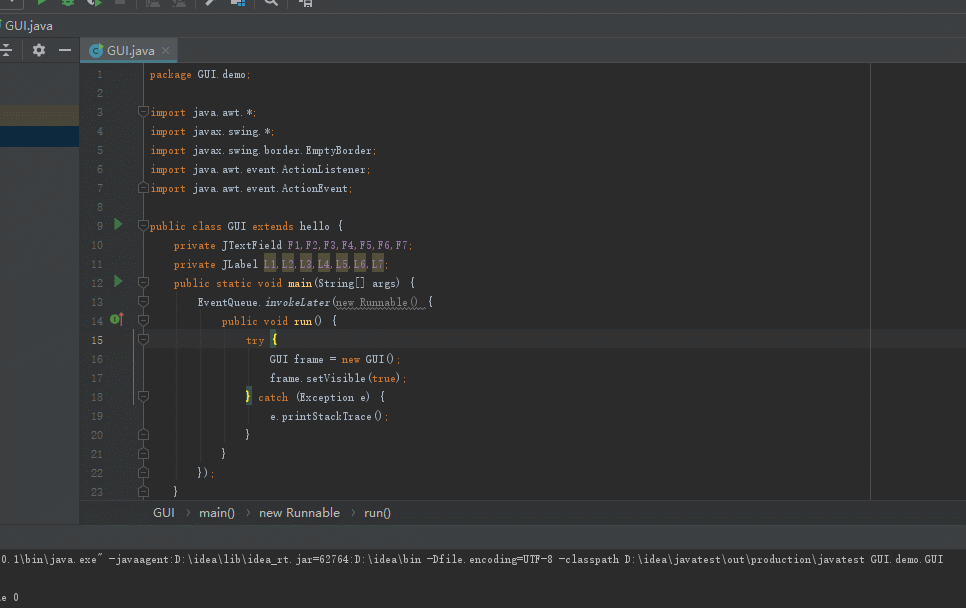 GUI.java
GUI.java
1 package GUI.demo;
2
3 import java.awt.*;
4 import javax.swing.*;
5 import javax.swing.border.EmptyBorder;
6 import java.awt.event.ActionListener;
7 import java.awt.event.ActionEvent;
8
9 public class GUI extends hello {
10 private JTextField F1,F2,F3,F4,F5,F6,F7;
11 private JLabel L1,L2,L3,L4,L5,L6,L7;
12 public static void main(String[] args) {
13 EventQueue.invokeLater(new Runnable() {
14 public void run() {
15 try {
16 GUI frame = new GUI();
17 frame.setVisible(true);
18 } catch (Exception e) {
19 e.printStackTrace();
20 }
21 }
22 });
23 }
GUI > main() > new Runnable > run()
0.1\bin\java.exe" -javaagent:D:\idea\lib\idea_rt.jar=62764:D:\idea\bin -Dfile.encoding=UTF-8 -classpath D:\idea\javatest\out\production\javatest GUI.demo.GUI
e 0